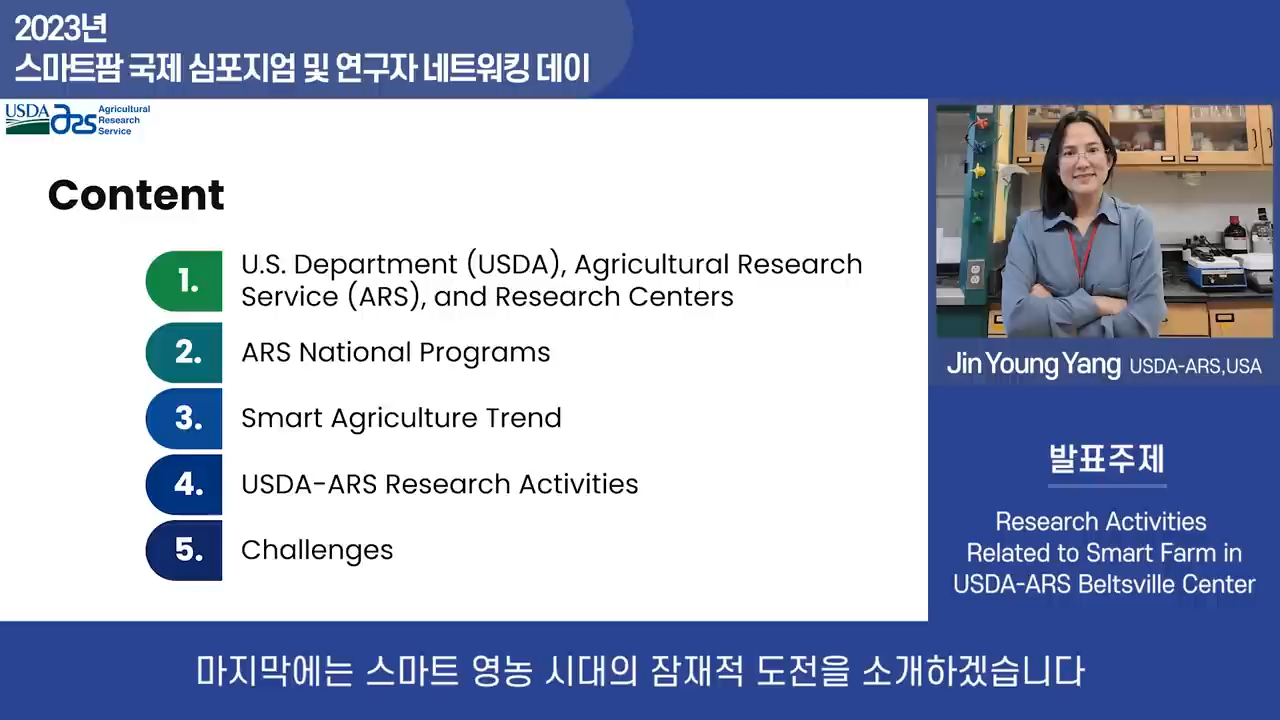 2023년
스마트팜 국제 심포지엄 및 연구자 네트워킹 데이
USDA ars Agricultural
Research
Service
Content
1. U.S. Department (USDA), Agricultural Research
Service (ARS), and Research Centers
2. ARS National Programs
3. Smart Agriculture Trend
4. USDA-ARS Research Activities
5. Challenges
Jin Young Yang USDA-ARS,USA
발표주제
Research Activities
Related to Smart Farm in
USDA-ARS Beltsville Center
마지막에는 스마트 영농 시대의 잠재적 도전을 소개하겠습니다